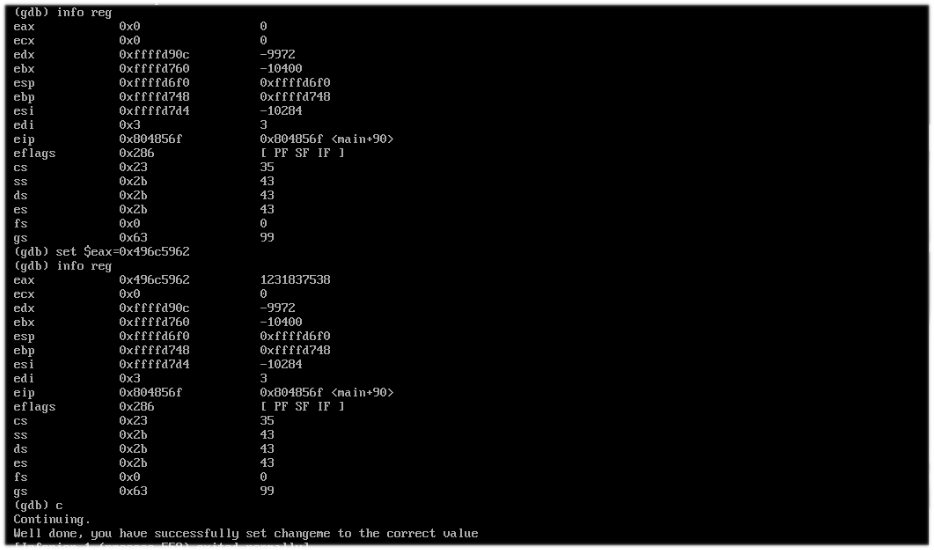 (gdb) info reg
eax 0x0 0
ecx 0x0 0
edx 0xffffd90c -9972
ebx 0xffffd760 -10400
esp 0xffffd6f0 0xffffd6f0
ebp 0xffffd748 0xffffd748
esi 0xffffd7d4 -10284
edi 0x3 3
eip 0x804856f 0x804856f <main+90>
eflags 0x286 [ PF SF IF ]
cs 0x23 35
ss 0x2b 43
ds 0x2b 43
es 0x2b 43
fs 0x0 0
gs 0x63 99
(gdb) set $eax=0x496c5962
(gdb) info reg
eax 0x496c5962 1231837538
ecx 0x0 0
edx 0xffffd90c -9972
ebx 0xffffd760 -10400
esp 0xffffd6f0 0xffffd6f0
ebp 0xffffd748 0xffffd748
esi 0xffffd7d4 -10284
edi 0x3 3
eip 0x804856f 0x804856f <main+90>
eflags 0x286 [ PF SF IF ]
cs 0x23 35
ss 0x2b 43
ds 0x2b 43
es 0x2b 43
fs 0x0 0
gs 0x63 99
(gdb) c
Continuing.
Well done, you have successfully set changeme to the correct value